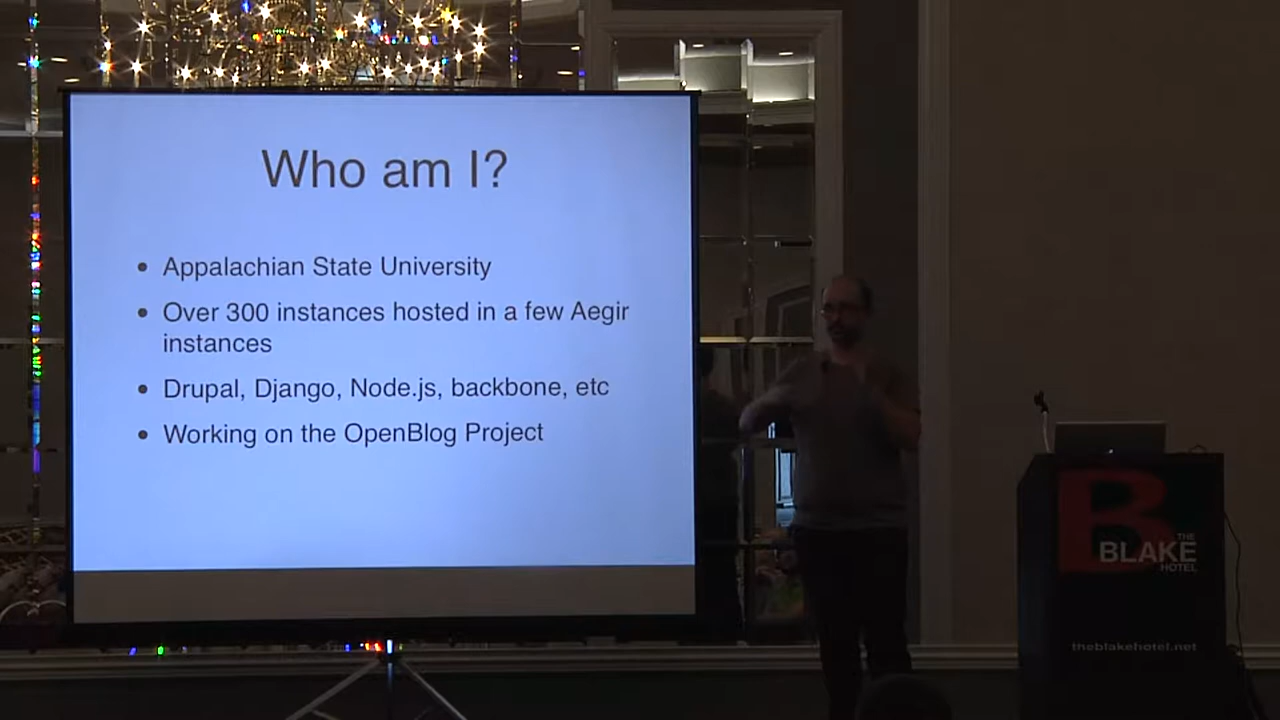 Who am I?
• Appalachian State University
• Over 300 instances hosted in a few Aegir
instances
• Drupal, Django, Node.js, backbone, etc
• Working on the OpenBlog Project
B
THE
BLAKE
HOTEL
theblakehotel.net